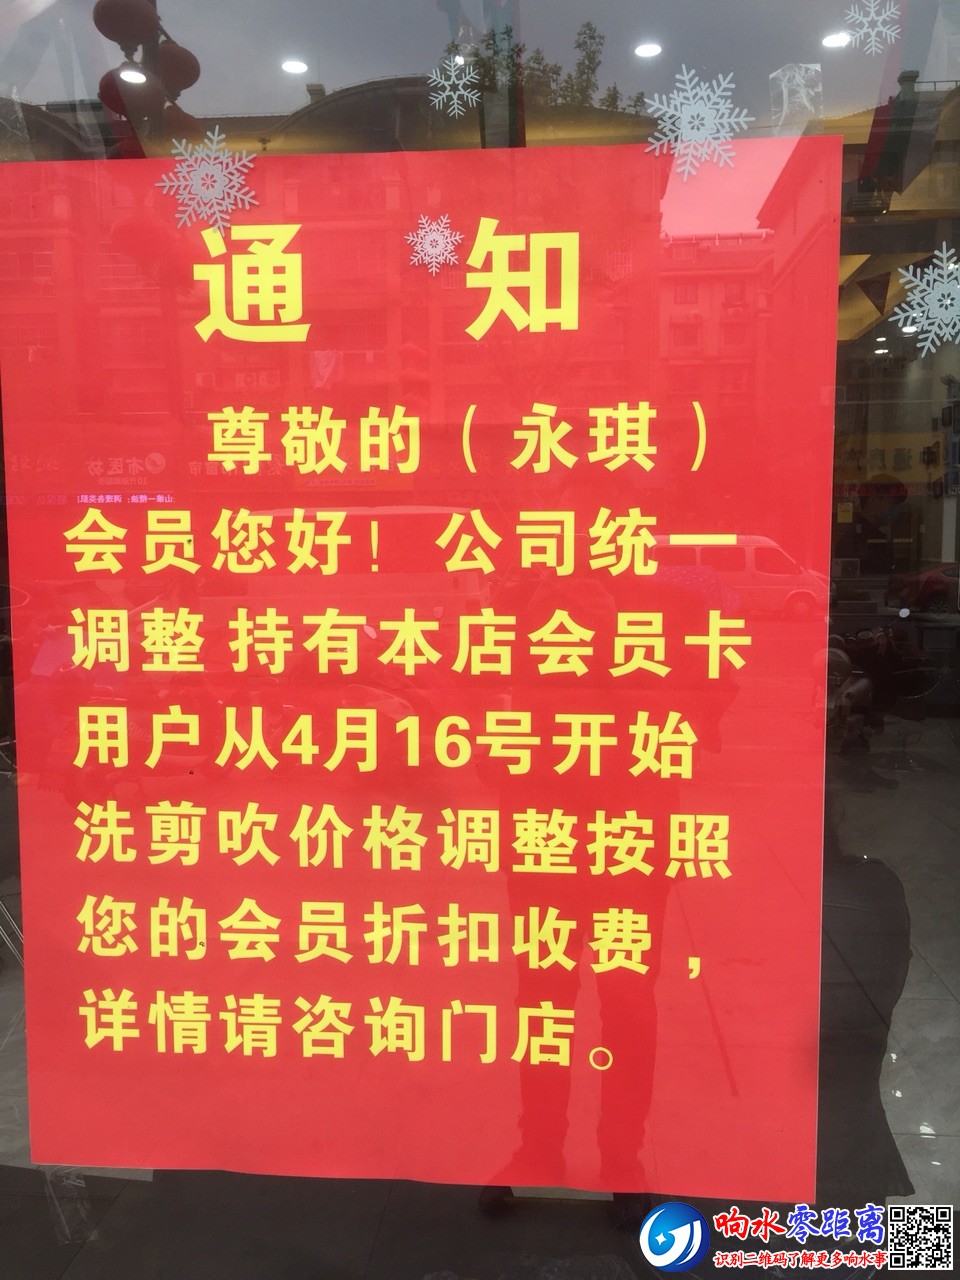 通 知
尊敬的（永琪）
会员您好！公司统一
调整 持有本店会员卡
用户从4月16号开始
洗剪吹价格调整按照
您的会员折扣收费，
详情请咨询门店。
响水零距离
识别二维码了解更多响水事